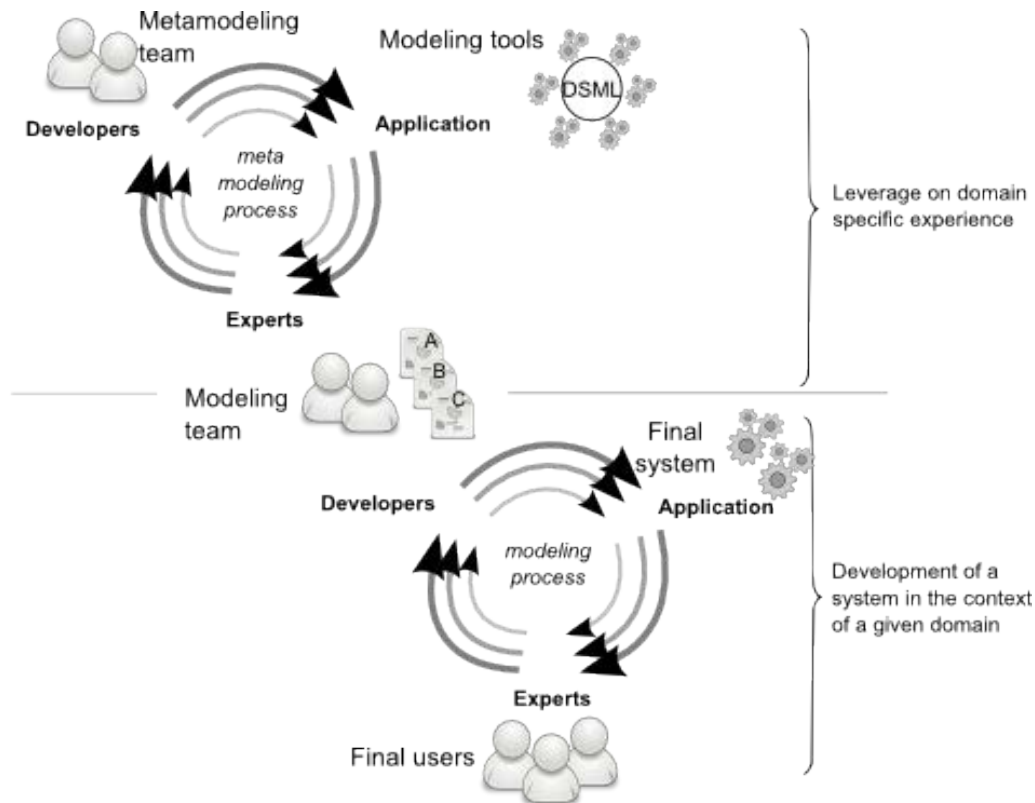 Metamodeling
team
Modeling tools
DSML
Developers
Application
meta
modeling
process
Leverage on domain
specific experience
Experts
A
B
C
Modeling
team
Final
system
Developers
Application
modeling
process
Development of a
system in the context
of a given domain
Experts
Final users